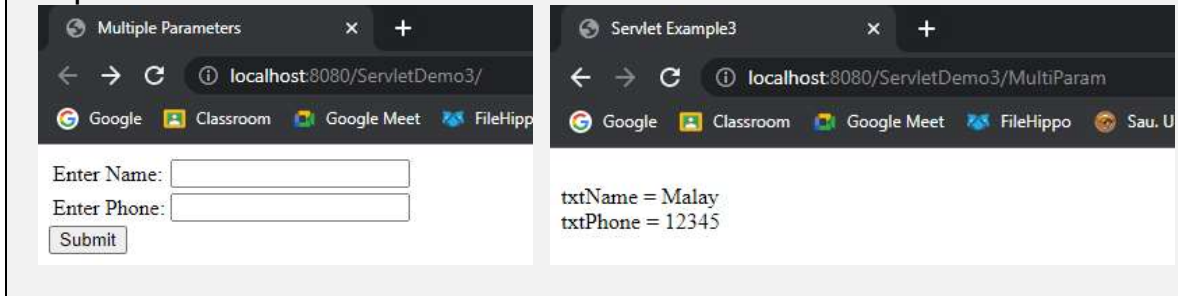 Multiple Parameters
localhost:8080/ServletDemo3/
Google Classroom Google Meet FileHipp
Enter Name:
Enter Phone:
Submit
Servlet Example3
localhost:8080/ServletDemo3/MultiParam
Google Classroom Google Meet FileHippo Sau. U
txtName = Malay
txtPhone = 12345